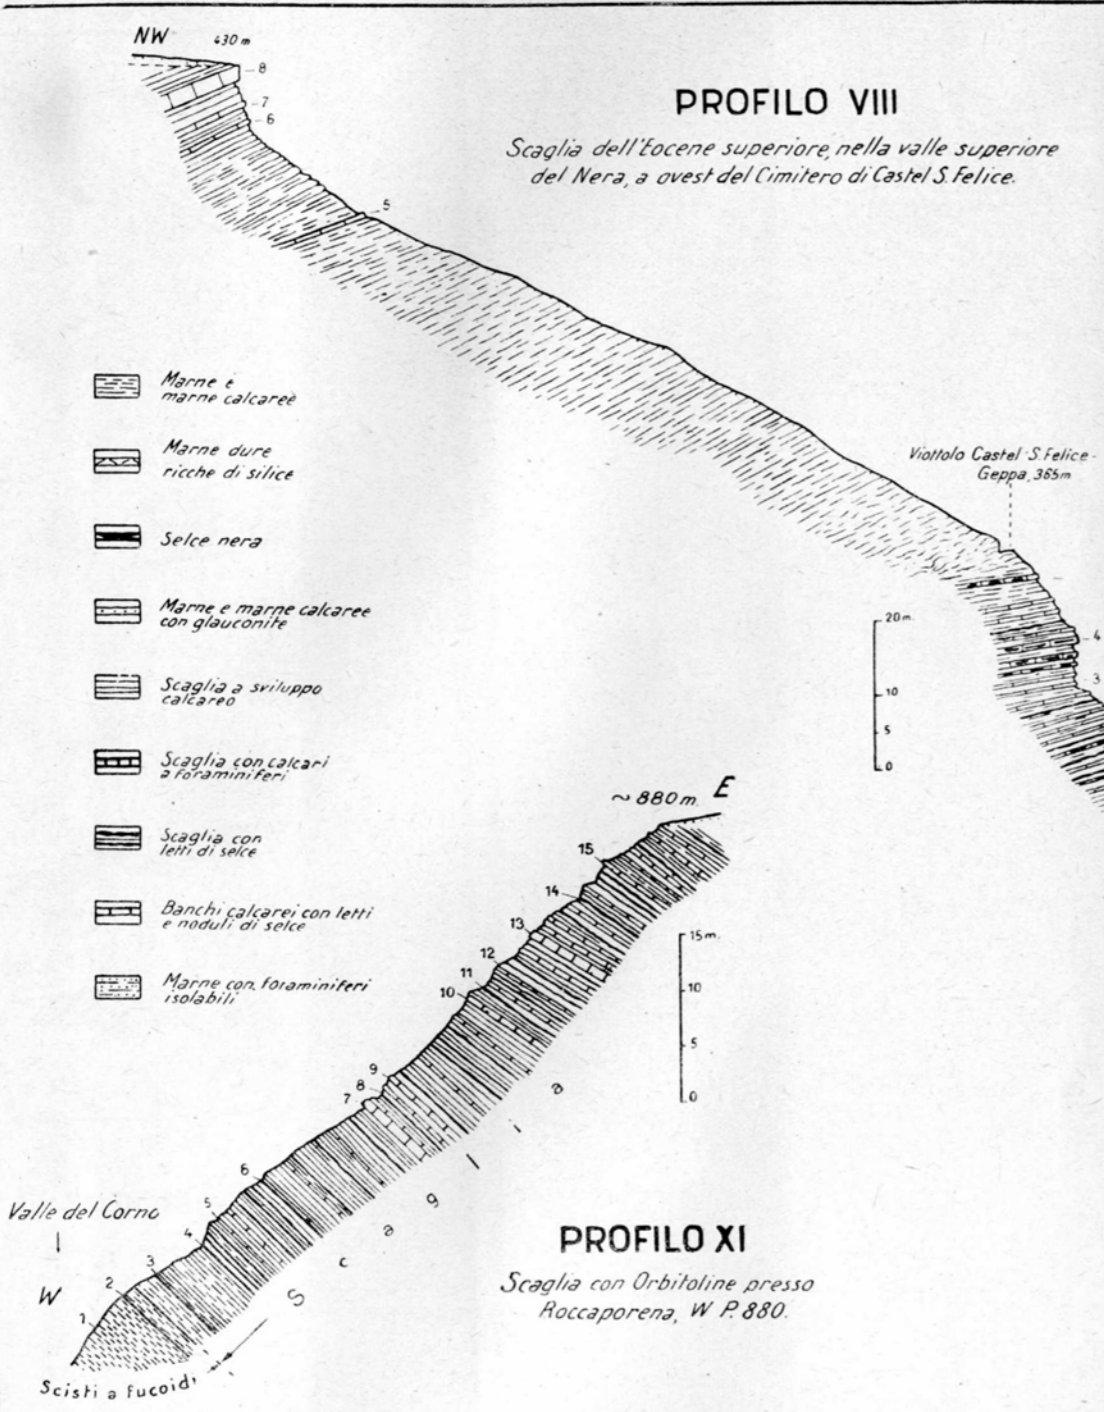 NW 430 m
8
7
6
5
PROFILO VIII
Scaglia dell'Eocene superiore, nella valle superiore
del Nera, a ovest del Cimitero di Castel S. Felice.
Viottolo Castel S. Felice -
Geppa, 365 m
4
3
20 m.
10
5
0
Marne e
marne calcaree
Marne dure
ricche di silice
Selce nera
Marne e marne calcaree
con glauconite
Scaglia a sviluppo
calcareo
Scaglia con calcari
a foraminiferi
Scaglia con
letti di selce
Banchi calcarei con letti
e noduli di selce
Marne con foraminiferi
isolabili
~ 880 m. E
15
14
13
12
11
10
9
8
7
6
5
4
3
2
1
15 m.
10
5
0
Valle del Corno
W
Scaglia
Scisti a fucoidi
PROFILO XI
Scaglia con Orbitoline presso
Roccaporena, W P. 880.